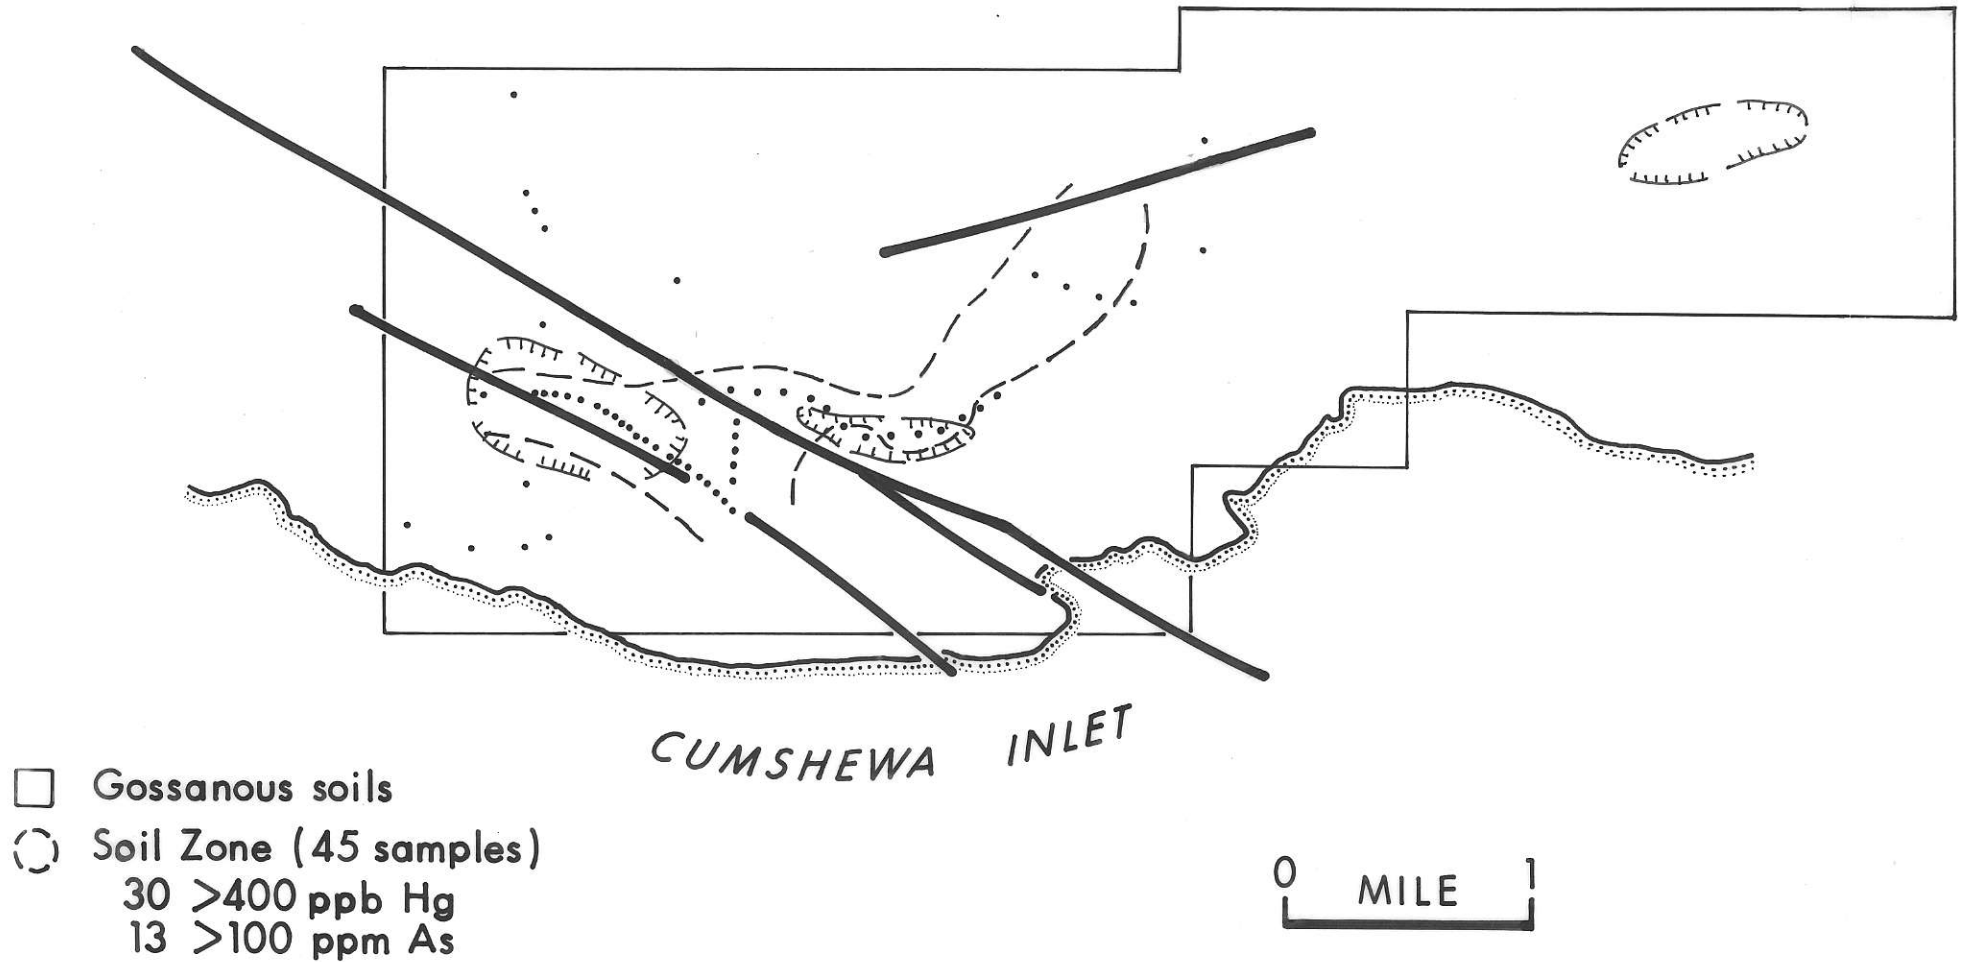 CUMSHEWA INLET
Gossanous soils
Soil Zone (45 samples)
30 >400 ppb Hg
13 >100 ppm As
0 MILE 1